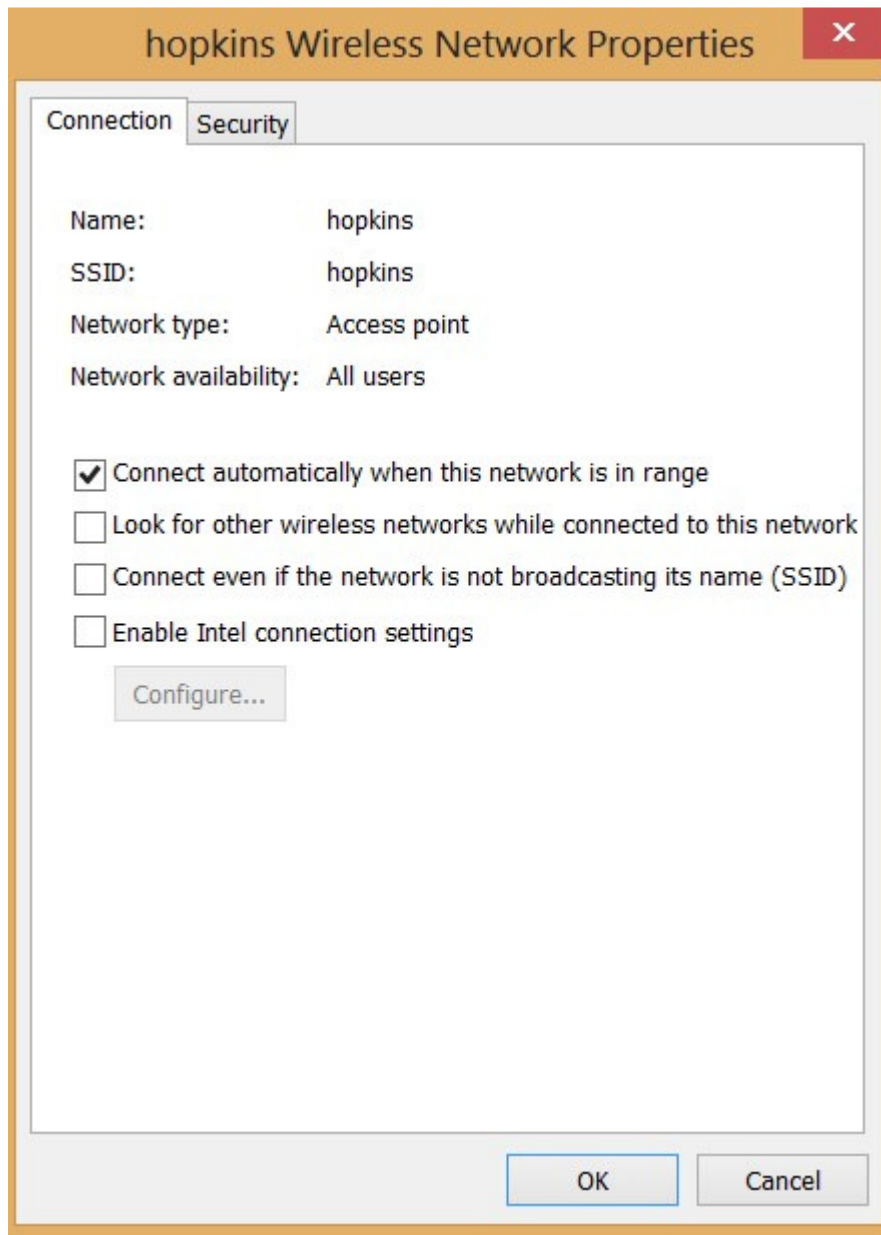 hopkins Wireless Network Properties
Connection Security
Name: hopkins
SSID: hopkins
Network type: Access point
Network availability: All users
Connect automatically when this network is in range
Look for other wireless networks while connected to this network
Connect even if the network is not broadcasting its name (SSID)
Enable Intel connection settings
Configure...
OK Cancel